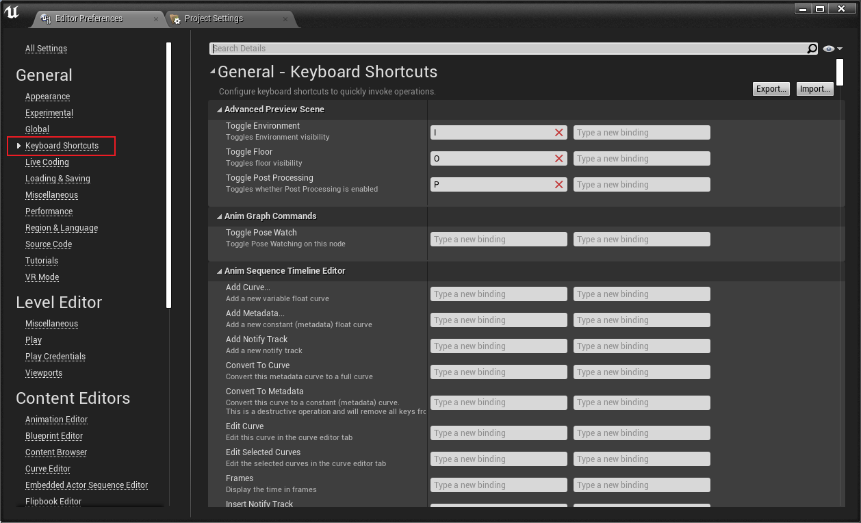 Editor Preferences
Project Settings
All Settings
General
Appearance
Experimental
Global
Keyboard Shortcuts
Live Coding
Loading & Saving
Miscellaneous
Performance
Region & Language
Source Code
Tutorials
VR Mode
Level Editor
Miscellaneous
Play
Play Credentials
Viewports
Content Editors
Animation Editor
Blueprint Editor
Content Browser
Curve Editor
Embedded Actor Sequence Editor
Flipbook Editor
Search Details
General - Keyboard Shortcuts
Configure keyboard shortcuts to quickly invoke operations.
Export... Import...
Advanced Preview Scene
Toggle Environment
Toggles Environment visibility
I Type a new binding
Toggle Floor
Toggles floor visibility
O Type a new binding
Toggle Post Processing
Toggles whether Post Processing is enabled
P Type a new binding
Anim Graph Commands
Toggle Pose Watch
Toggle Pose Watching on this node
Type a new binding Type a new binding
Anim Sequence Timeline Editor
Add Curve...
Add a new variable float curve
Type a new binding Type a new binding
Add Metadata...
Add a new constant (metadata) float curve
Type a new binding Type a new binding
Add Notify Track
Add a new notify track
Type a new binding Type a new binding
Convert To Curve
Convert this metadata curve to a full curve
Type a new binding Type a new binding
Convert To Metadata
Convert this curve to a constant (metadata) curve.
This is a destructive operation and will remove all keys fro
Type a new binding Type a new binding
Edit Curve
Edit this curve in the curve editor tab
Type a new binding Type a new binding
Edit Selected Curves
Edit the selected curves in the curve editor tab
Type a new binding Type a new binding
Frames
Display the time in frames
Type a new binding Type a new binding
Insert Notify Track